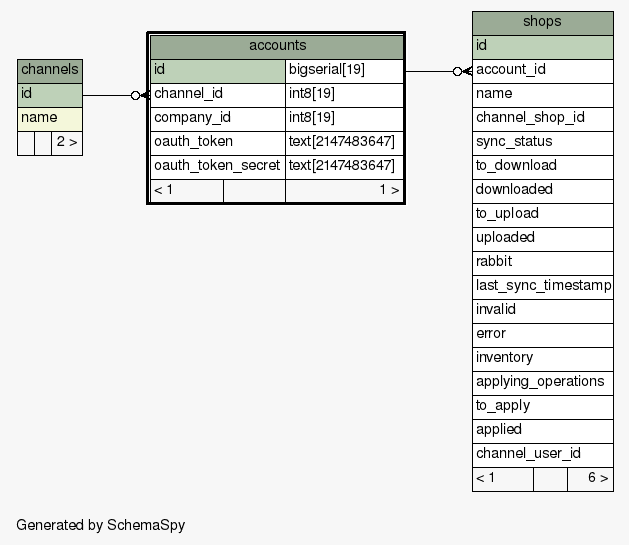 channels
id
name
2 >
accounts
id bigserial[19]
channel_id int8[19]
company_id int8[19]
oauth_token text[2147483647]
oauth_token_secret text[2147483647]
< 1 1 >
shops
id
account_id
name
channel_shop_id
sync_status
to_download
downloaded
to_upload
uploaded
rabbit
last_sync_timestamp
invalid
error
inventory
applying_operations
to_apply
applied
channel_user_id
< 1 6 >
Generated by SchemaSpy